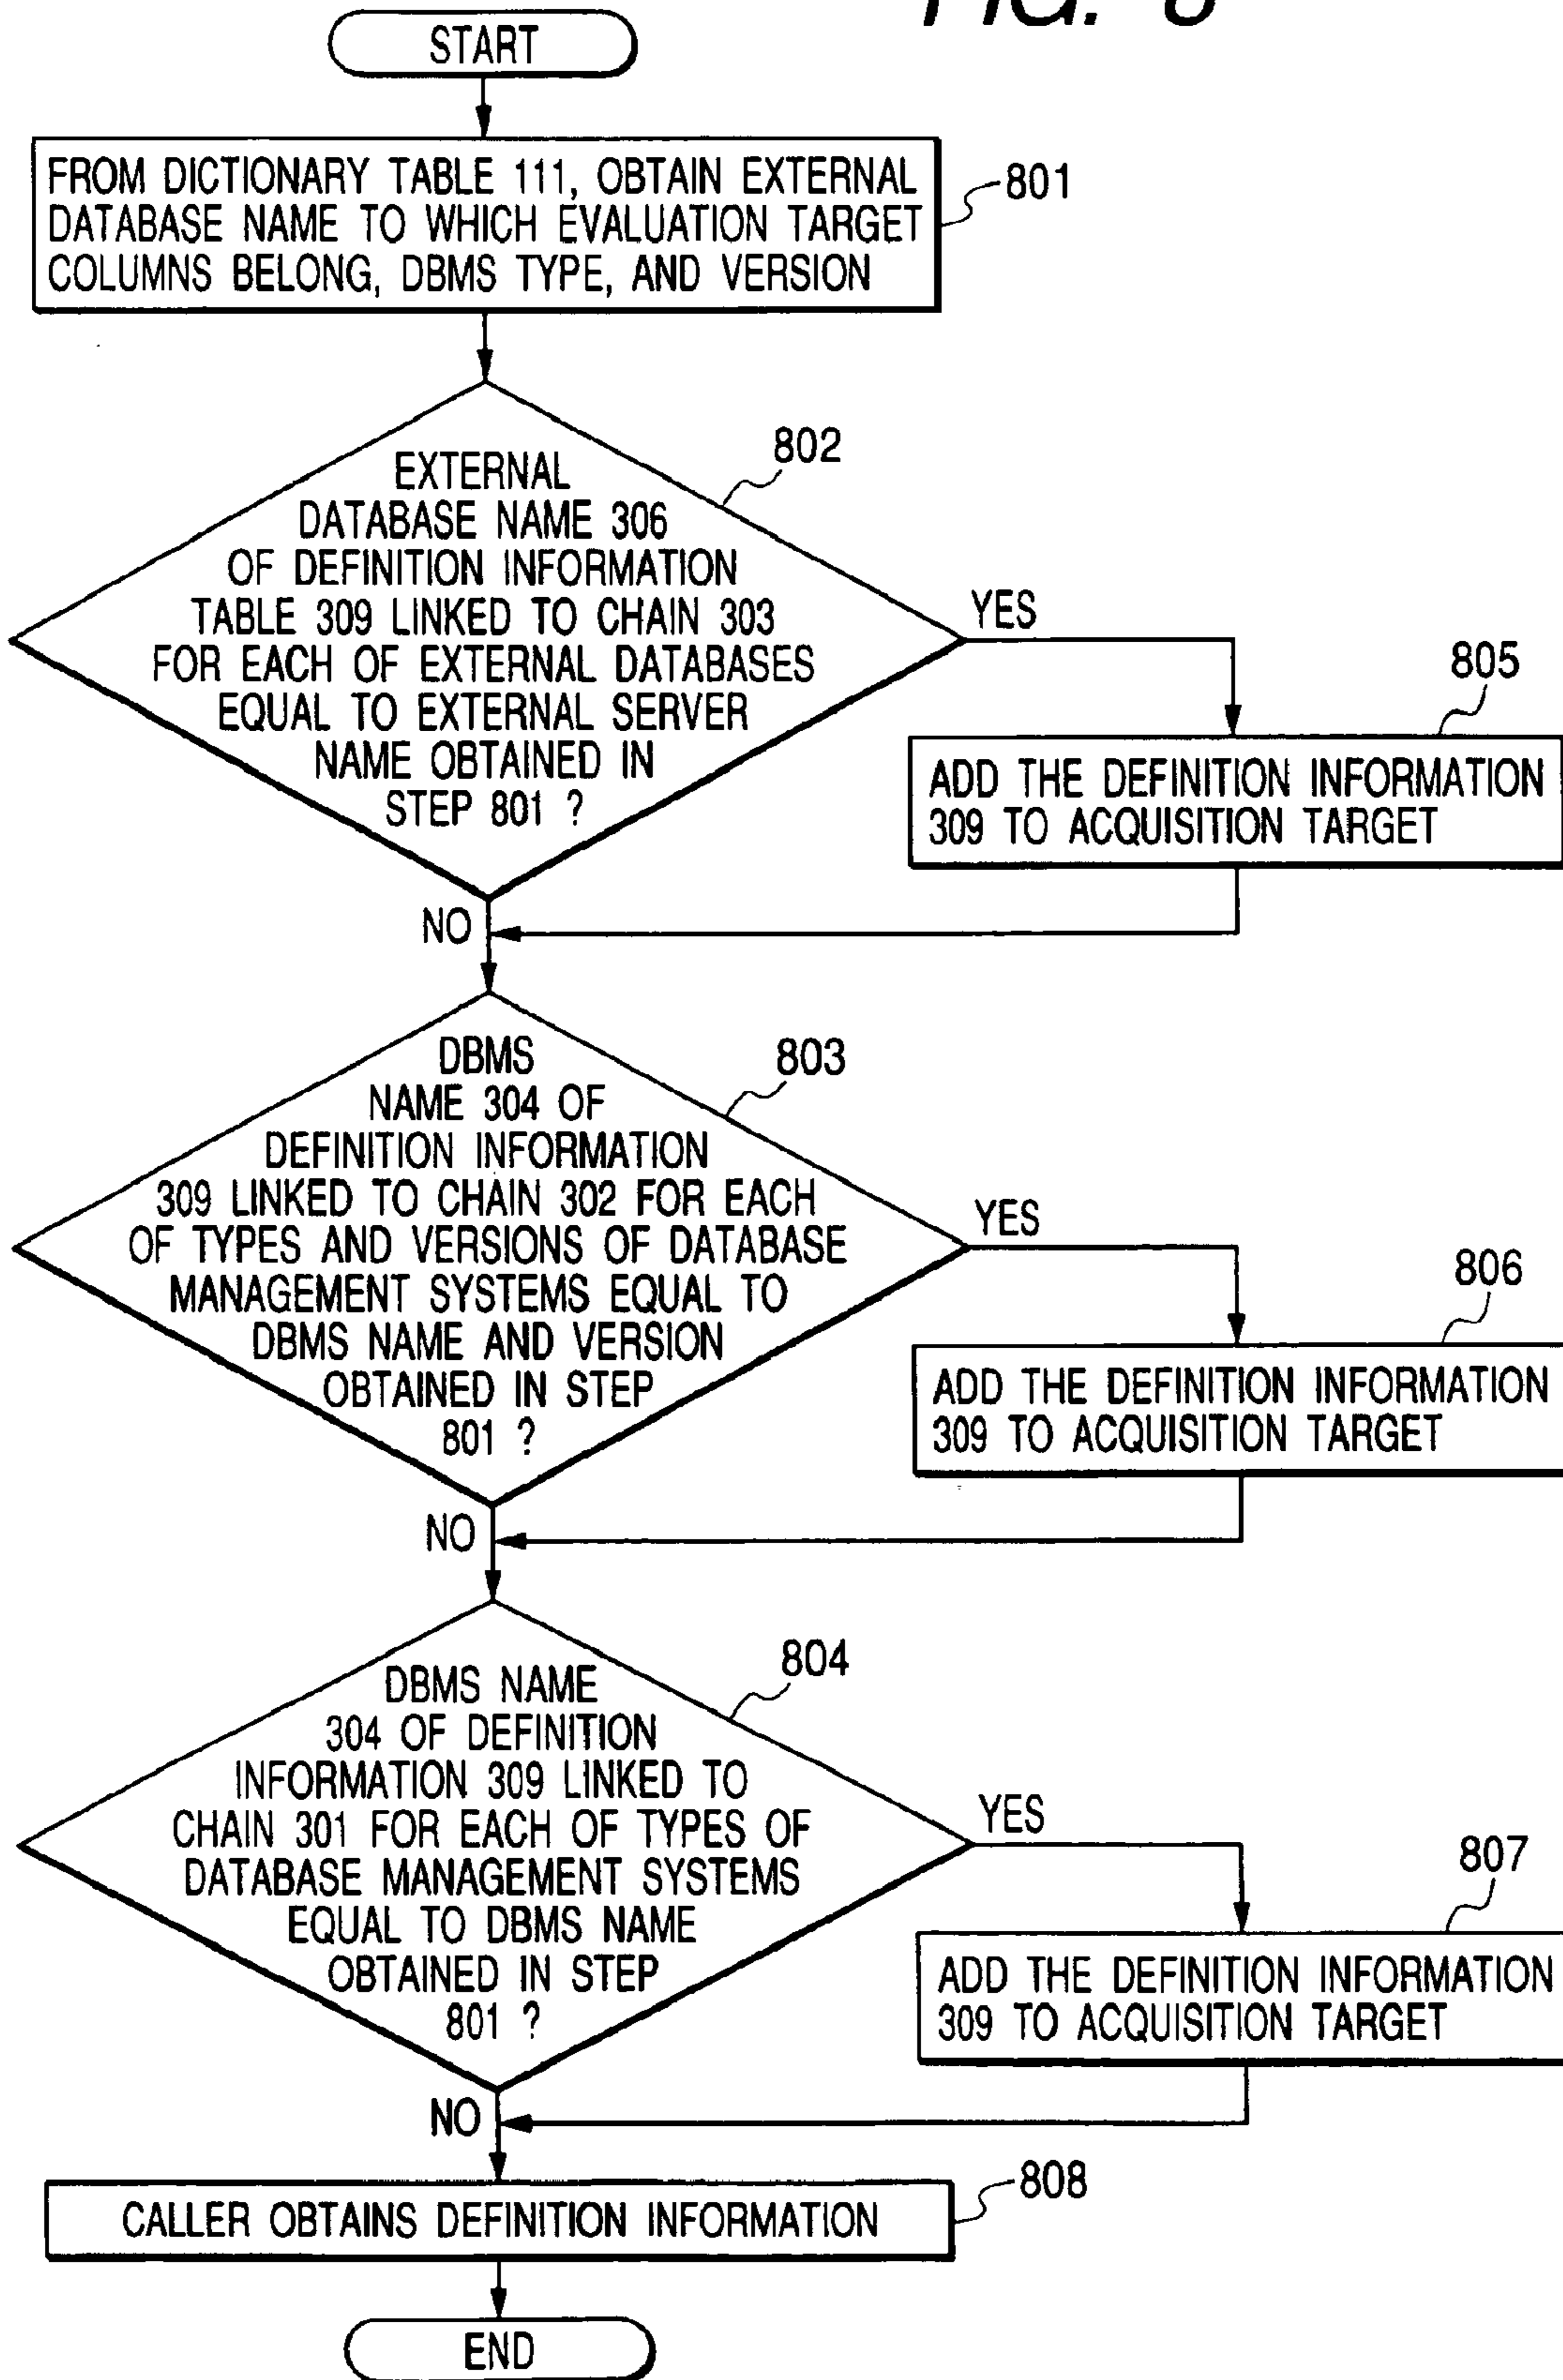 FIG.
START
FROM DICTIONARY TABLE 111, OBTAIN EXTERNAL
DATABASE NAME TO WHICH EVALUATION TARGET
COLUMNS BELONG, DBMS TYPE, AND VERSION
801
EXTERNAL
DATABASE NAME 306
OF DEFINITION INFORMATION
TABLE 309 LINKED TO CHAIN 303
FOR EACH OF EXTERNAL DATABASES
EQUAL TO EXTERNAL SERVER
NAME OBTAINED IN
STEP 801 ?
802
YES
805
ADD THE DEFINITION INFORMATION
309 TO ACQUISITION TARGET
NO
DBMS
NAME 304 OF
DEFINITION INFORMATION
309 LINKED TO CHAIN 302 FOR EACH
OF TYPES AND VERSIONS OF DATABASE
MANAGEMENT SYSTEMS EQUAL TO
DBMS NAME AND VERSION
OBTAINED IN STEP
801 ?
803
YES
806
ADD THE DEFINITION INFORMATION
309 TO ACQUISITION TARGET
NO
DBMS NAME
304 OF DEFINITION
INFORMATION 309 LINKED TO
CHAIN 301 FOR EACH OF TYPES OF
DATABASE MANAGEMENT SYSTEMS
EQUAL TO DBMS NAME
OBTAINED IN STEP
801 ?
804
YES
807
ADD THE DEFINITION INFORMATION
309 TO ACQUISITION TARGET
NO
CALLER OBTAINS DEFINITION INFORMATION
808
END